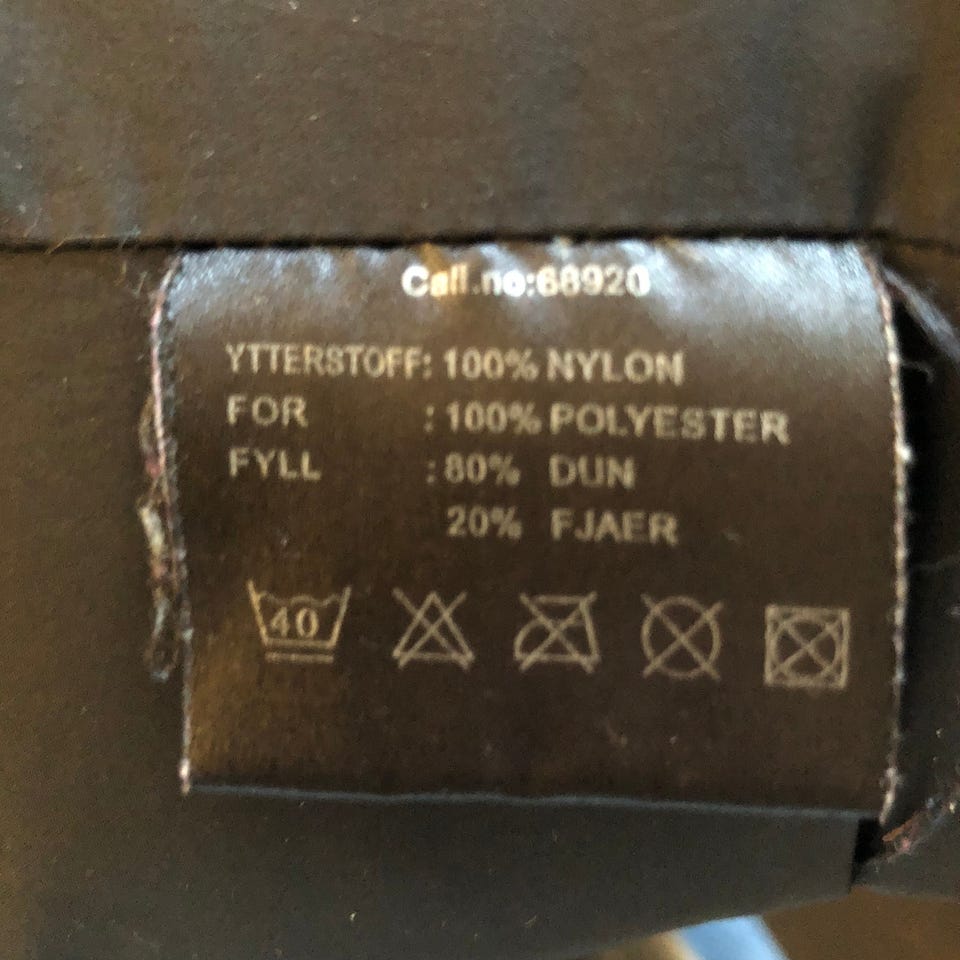 Call.no:68920
YTTERSTOFF: 100% NYLON
FOR : 100% POLYESTER
FYLL : 80% DUN
20% FJAER
40